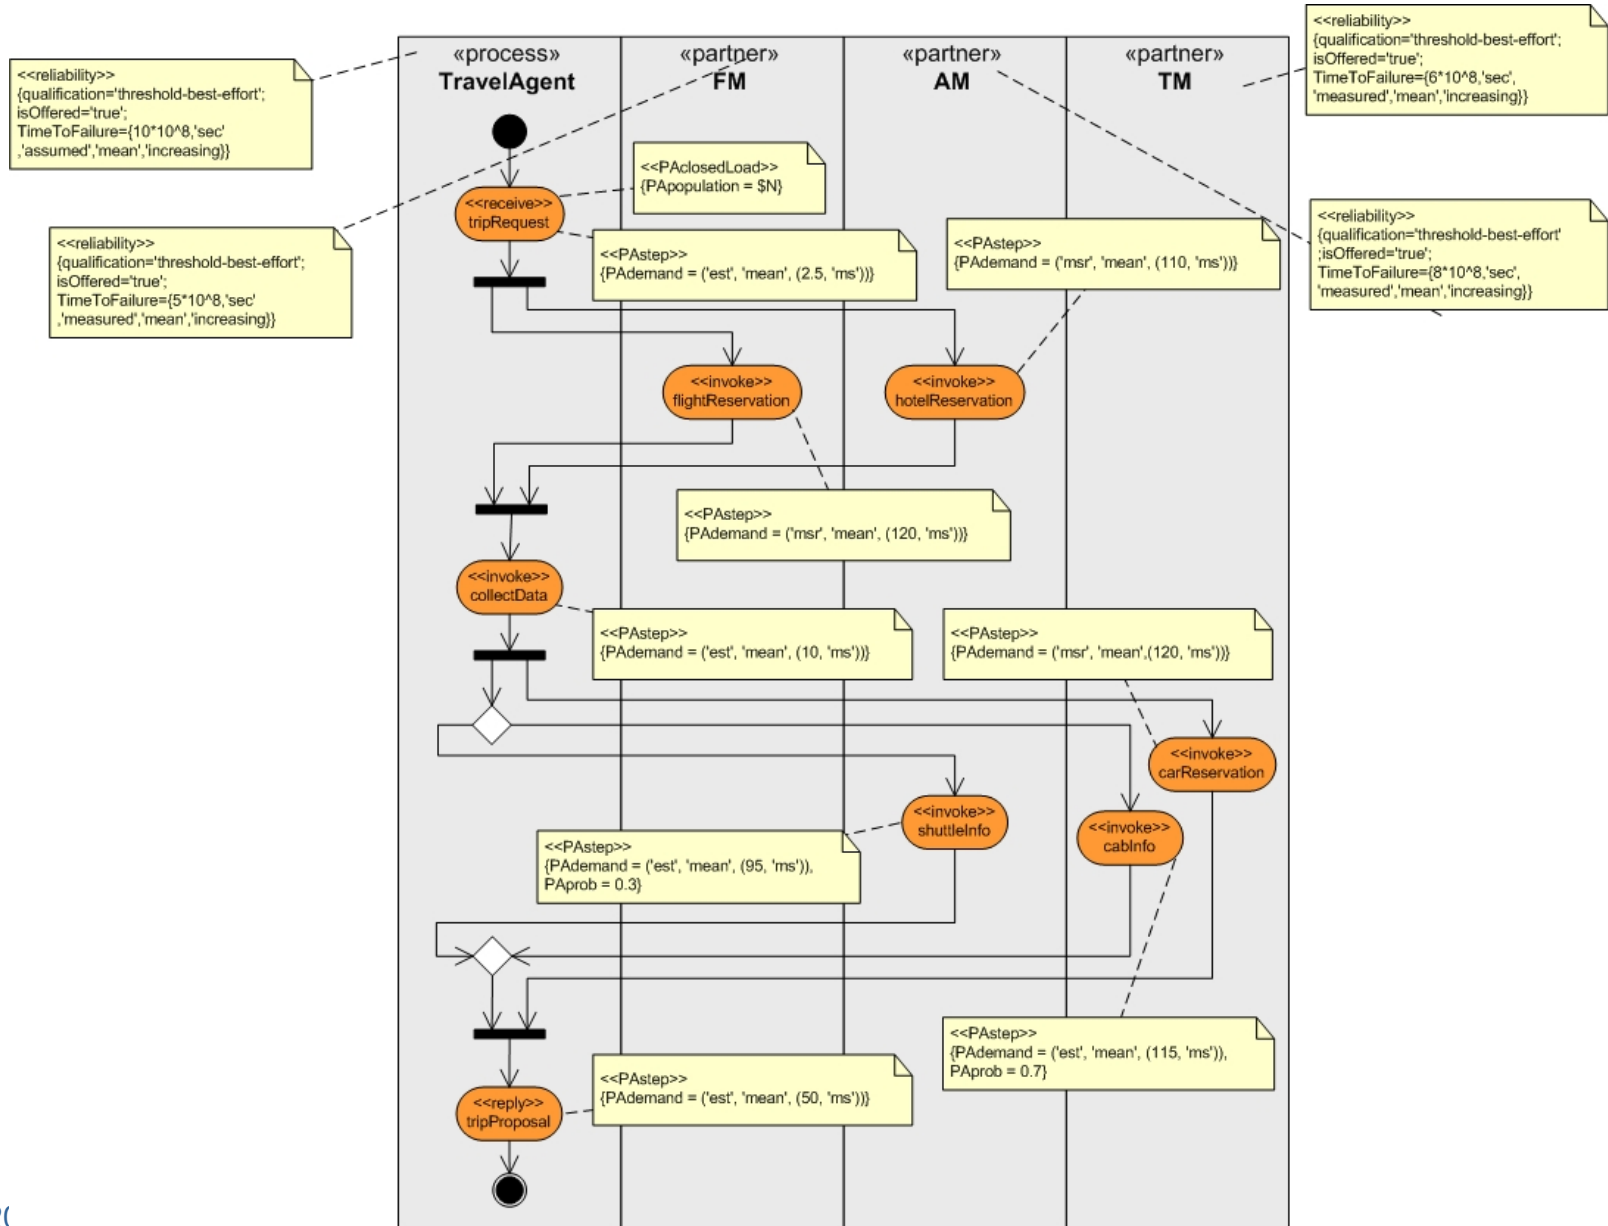 <<reliability>>
{qualification='threshold-best-effort';
isOffered='true';
TimeToFailure={10*10^8,'sec'
,'assumed','mean','increasing}}
<<reliability>>
{qualification='threshold-best-effort';
isOffered='true';
TimeToFailure={5*10^8,'sec'
,'measured','mean','increasing}}
«process»
TravelAgent
«partner»
FM
«partner»
AM
«partner»
TM
<<reliability>>
{qualification='threshold-best-effort';
isOffered='true';
TimeToFailure={6*10^8,'sec',
'measured','mean','increasing}}
<<reliability>>
{qualification='threshold-best-effort'
;isOffered='true';
TimeToFailure={8*10^8,'sec',
'measured','mean','increasing}}
<<PAclosedLoad>>
{PApopulation = $N}
<<receive>>
tripRequest
<<PAstep>>
{PAdemand = ('est', 'mean', (2.5, 'ms'))}
<<PAstep>>
{PAdemand = ('msr', 'mean', (110, 'ms'))}
<<invoke>>
flightReservation
<<invoke>>
hotelReservation
<<PAstep>>
{PAdemand = ('msr', 'mean', (120, 'ms'))}
<<invoke>>
collectData
<<PAstep>>
{PAdemand = ('est', 'mean', (10, 'ms'))}
<<PAstep>>
{PAdemand = ('msr', 'mean',(120, 'ms'))}
<<invoke>>
carReservation
<<invoke>>
shuttleInfo
<<invoke>>
cabInfo
<<PAstep>>
{PAdemand = ('est', 'mean', (95, 'ms')),
PAprob = 0.3}
<<PAstep>>
{PAdemand = ('est', 'mean', (115, 'ms')),
PAprob = 0.7}
<<PAstep>>
{PAdemand = ('est', 'mean', (50, 'ms'))}
<<reply>>
tripProposal